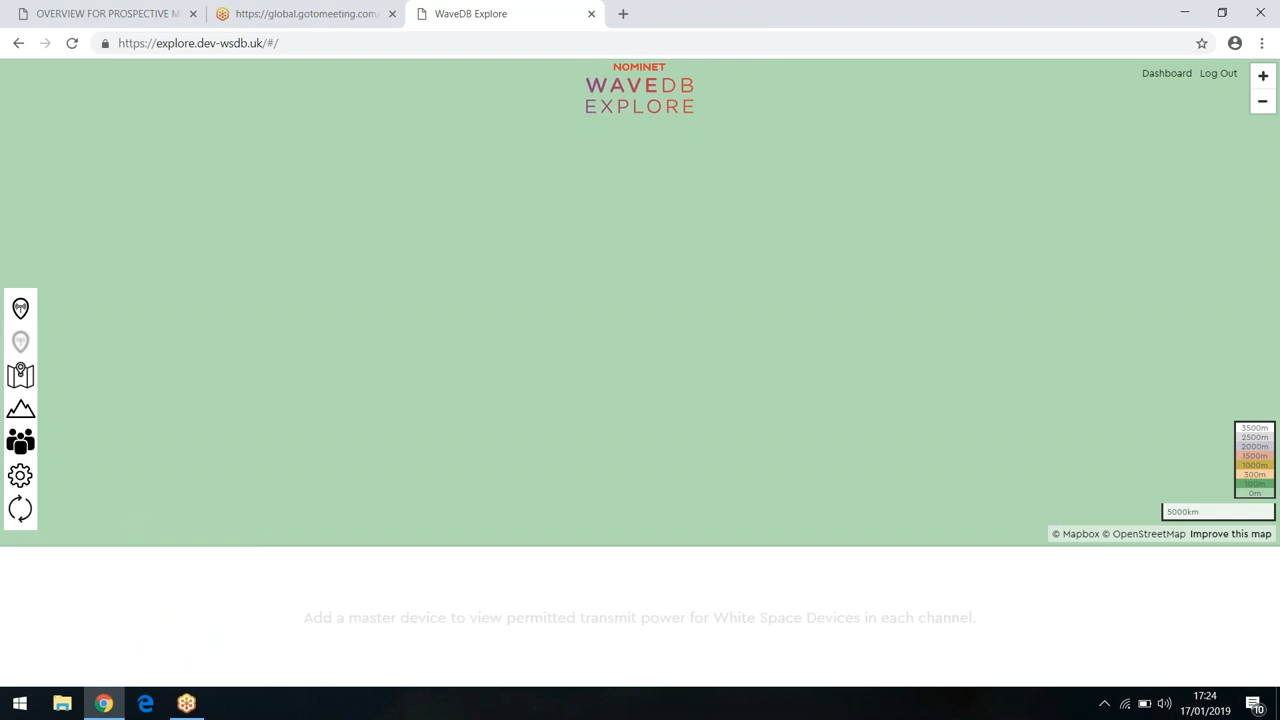 OVERVIEW FOR PROSPECTIVE M
https://global.gotomeeting.com/
WaveDB Explore
https://explore.dev-wsdb.uk/#/
NOMINET
WAVEDB
EXPLORE
Dashboard Log Out
+
−
3500m
2500m
2000m
1500m
1000m
300m
100m
0m
5000km
© Mapbox © OpenStreetMap Improve this map
Add a master device to view permitted transmit power for White Space Devices in each channel.
17:24
17/01/2019
10